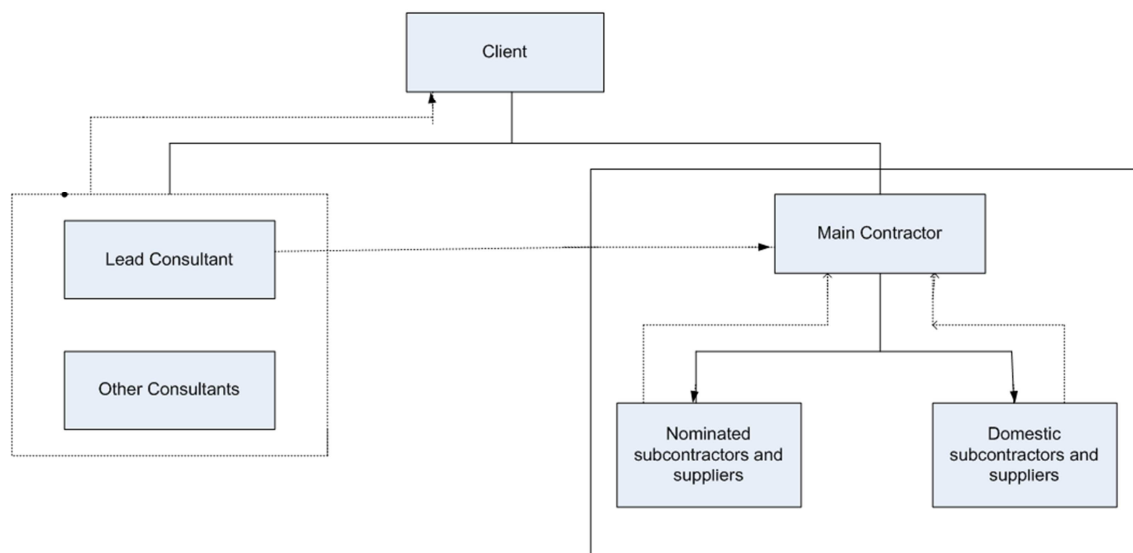 Client
Lead Consultant
Main Contractor
Other Consultants
Nominated
subcontractors and
suppliers
Domestic
subcontractors and
suppliers